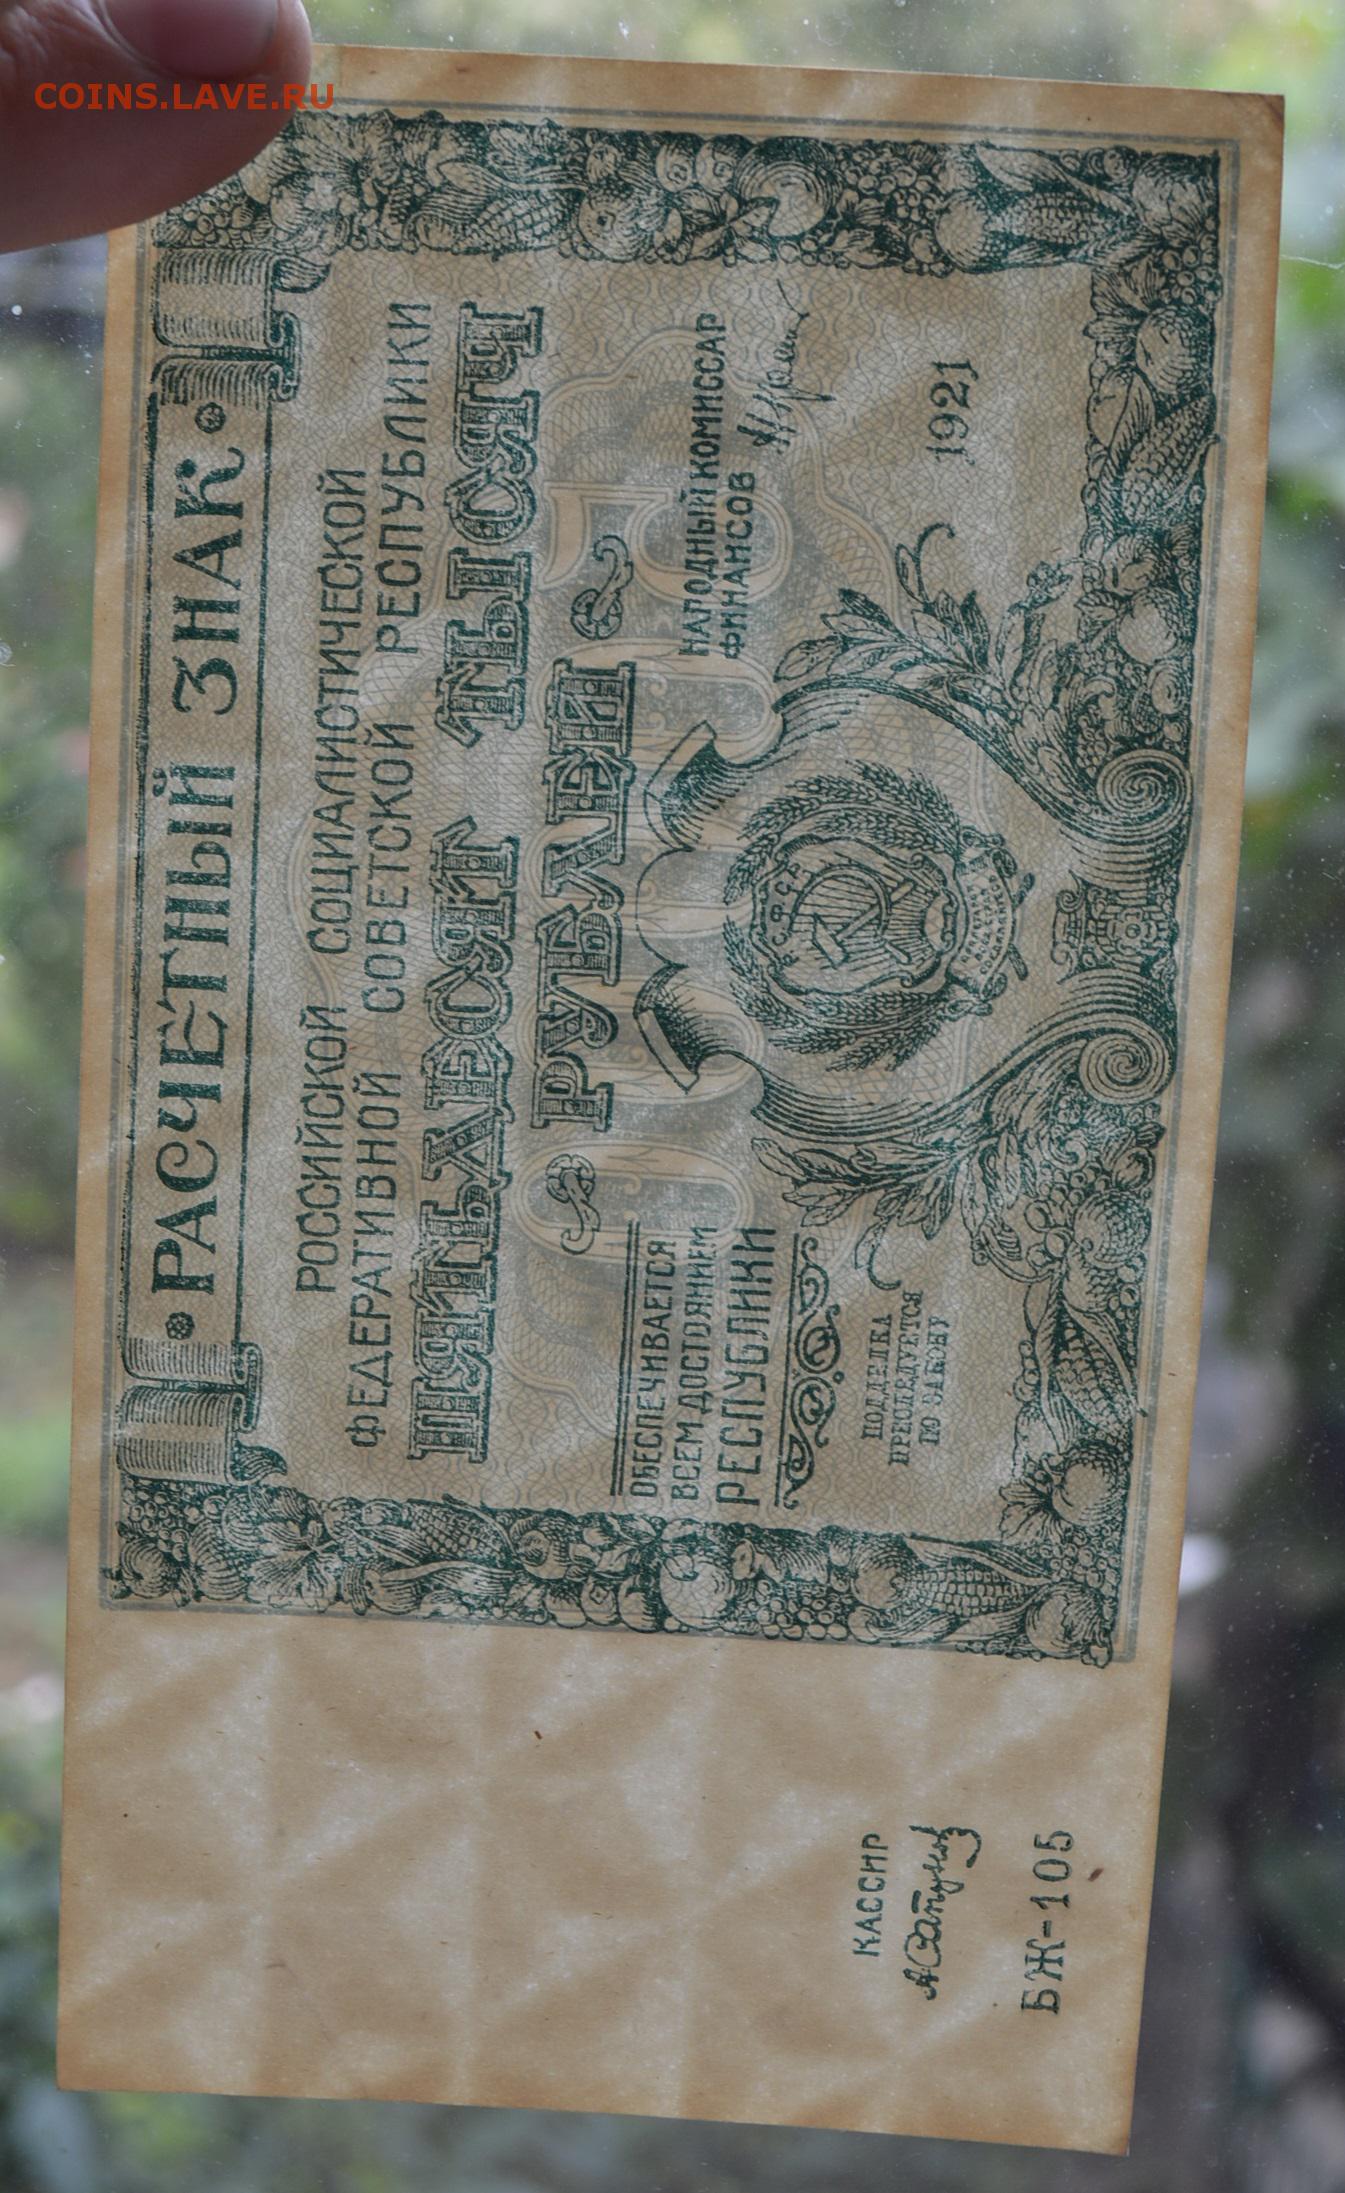 COINS.LAVE.RU
РАСЧЕТНЫЙ ЗНАК
РОССИЙСКОЙ СОЦИАЛИСТИЧЕСКОЙ
ФЕДЕРАТИВНОЙ СОВЕТСКОЙ РЕСПУБЛИКИ
ПЯТЬДЕСЯТ ТЫСЯЧ
РУБЛЕЙ
50000
ОБЕСПЕЧИВАЕТСЯ
ВСЕМ ДОСТОЯНИЕМ
РЕСПУБЛИКИ
ПОДДЕЛКА
ПРЕСЛЕДУЕТСЯ
ПО ЗАКОНУ
Р.С.Ф.С.Р.
НАРОДНЫЙ КОМИССАР
ФИНАНСОВ
1921
КАССИР
БЖ-105